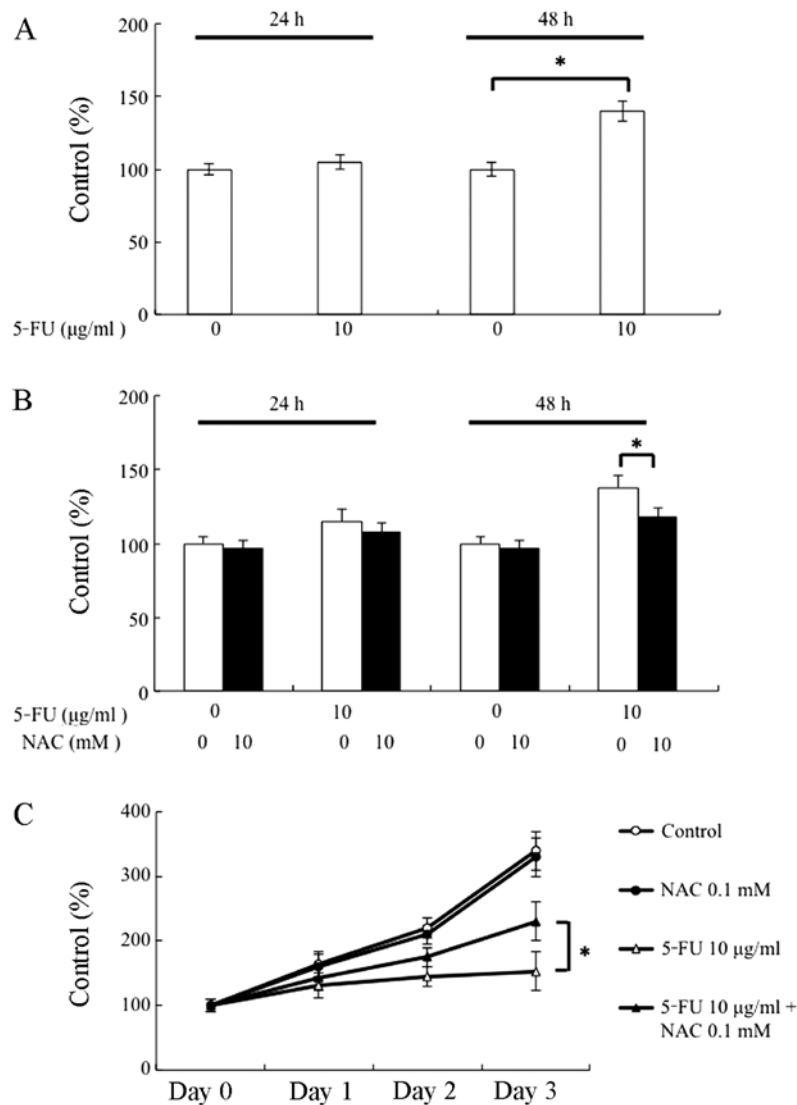 A
24 h
48 h
*
200
150
100
50
0
Control (%)
5-FU (μg/ml )
0
10
0
10
B
24 h
48 h
*
200
150
100
50
0
Control (%)
5-FU (μg/ml )
0
10
0
10
NAC (mM)
0 10
0 10
0 10
0 10
C
400
300
200
100
0
Control (%)
Day 0
Day 1
Day 2
Day 3
*
Control
NAC 0.1 mM
5-FU 10 μg/ml
5-FU 10 μg/ml +
NAC 0.1 mM